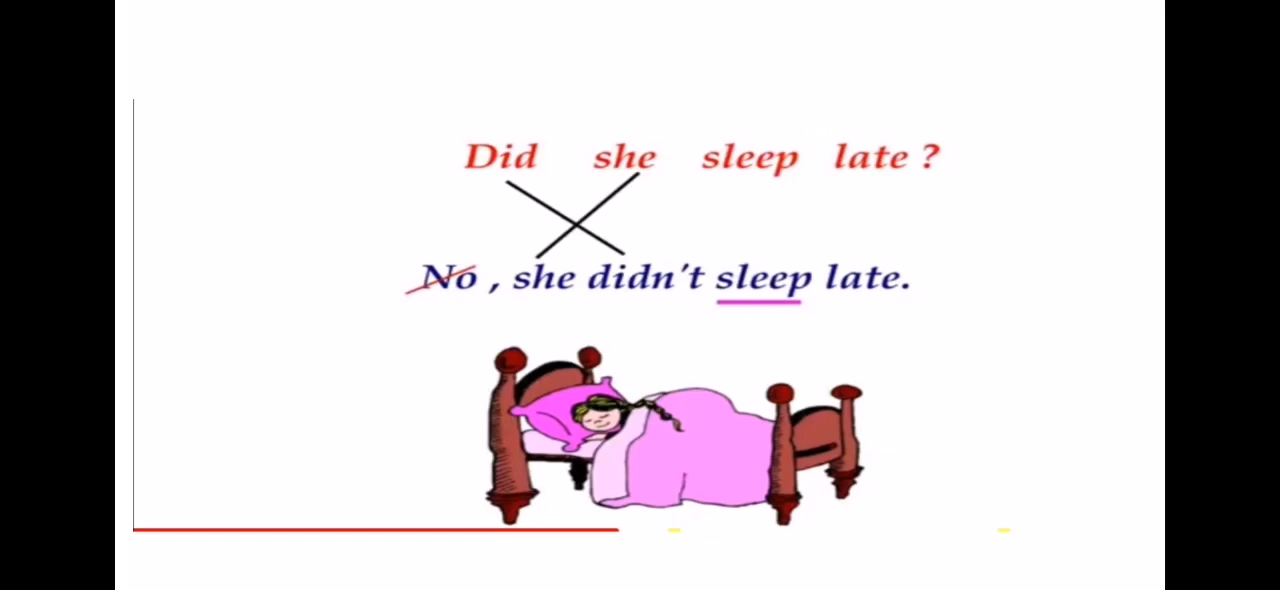 Did she sleep late ?
No , she didn't sleep late.